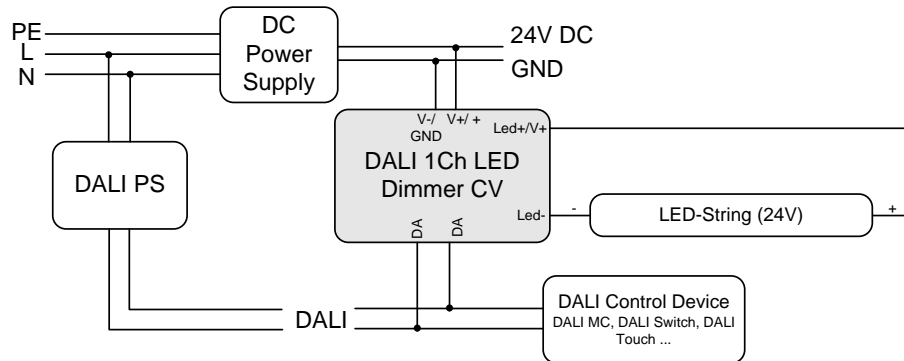 PE
L
N
DC
Power
Supply
24V DC
GND
V-/
GND
V+/ +
Led+/V+
DALI 1Ch LED
Dimmer CV
DA
DA
Led-
-
LED-String (24V)
+
DALI PS
DALI
DALI Control Device
DALI MC, DALI Switch, DALI
Touch ...